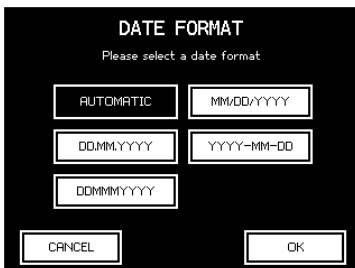 DATE FORMAT
Please select a date format
AUTOMATIC
MM/DD/YYYY
DD.MM.YYYY
YYYY-MM-DD
DDMMMYYYY
CANCEL
OK